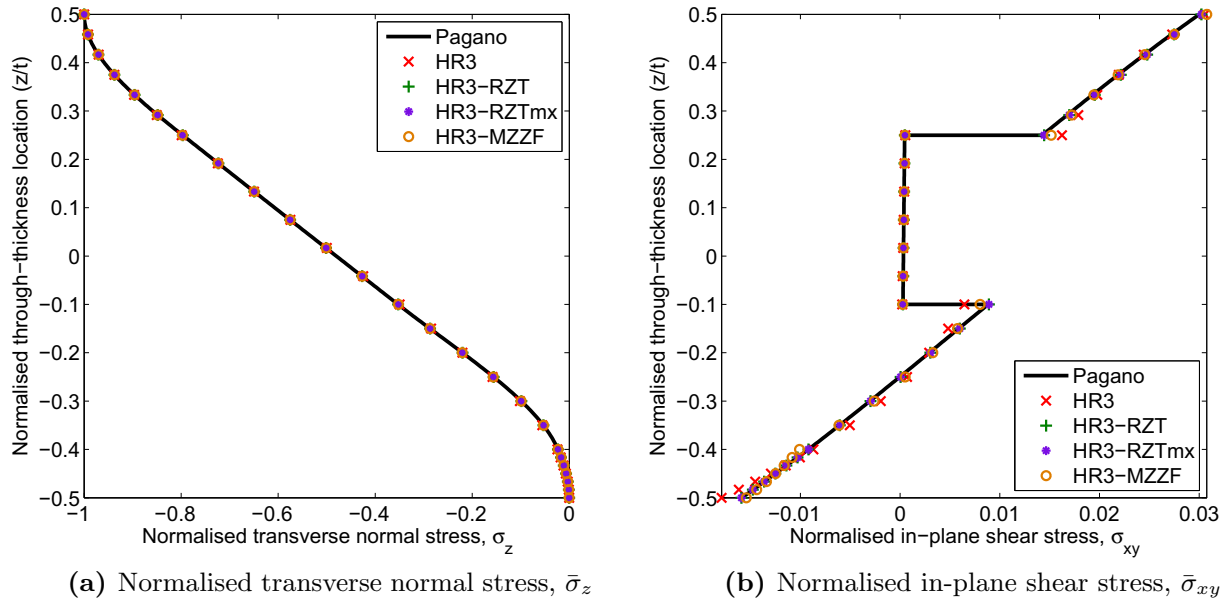 Normalised through-thickness location (z/t)
0.5
0.4
0.3
0.2
0.1
0
−0.1
−0.2
−0.3
−0.4
−0.5
Pagano
HR3
HR3−RZT
HR3−RZTmx
HR3−MZZF
−1
−0.8
−0.6
−0.4
−0.2
0
Normalised transverse normal stress, σz
(a) Normalised transverse normal stress, σ̄z
Normalised through−thickness location (z/t)
0.5
0.4
0.3
0.2
0.1
0
−0.1
−0.2
−0.3
−0.4
−0.5
Pagano
HR3
HR3−RZT
HR3−RZTmx
HR3−MZZF
−0.01
0
0.01
0.02
0.03
Normalised in−plane shear stress, σxy
(b) Normalised in-plane shear stress, σ̄xy